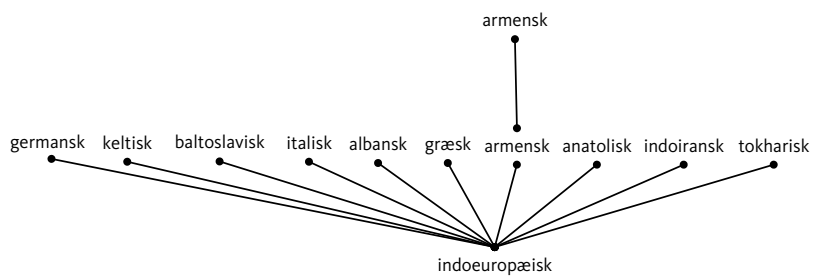 armensk
germansk keltisk baltoslavisk italisk albansk græsk armensk anatolisk indoiransk tokharisk
indoeuropæisk